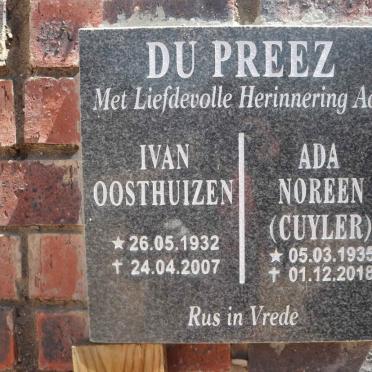 DU PREEZ
Met Liefdevolle Herinnering Aa
IVAN
OOSTHUIZEN
★ 26.05.1932
✝ 24.04.2007
ADA
NOREEN
(CUYLER)
★ 05.03.1935
✝ 01.12.2018
Rus in Vrede